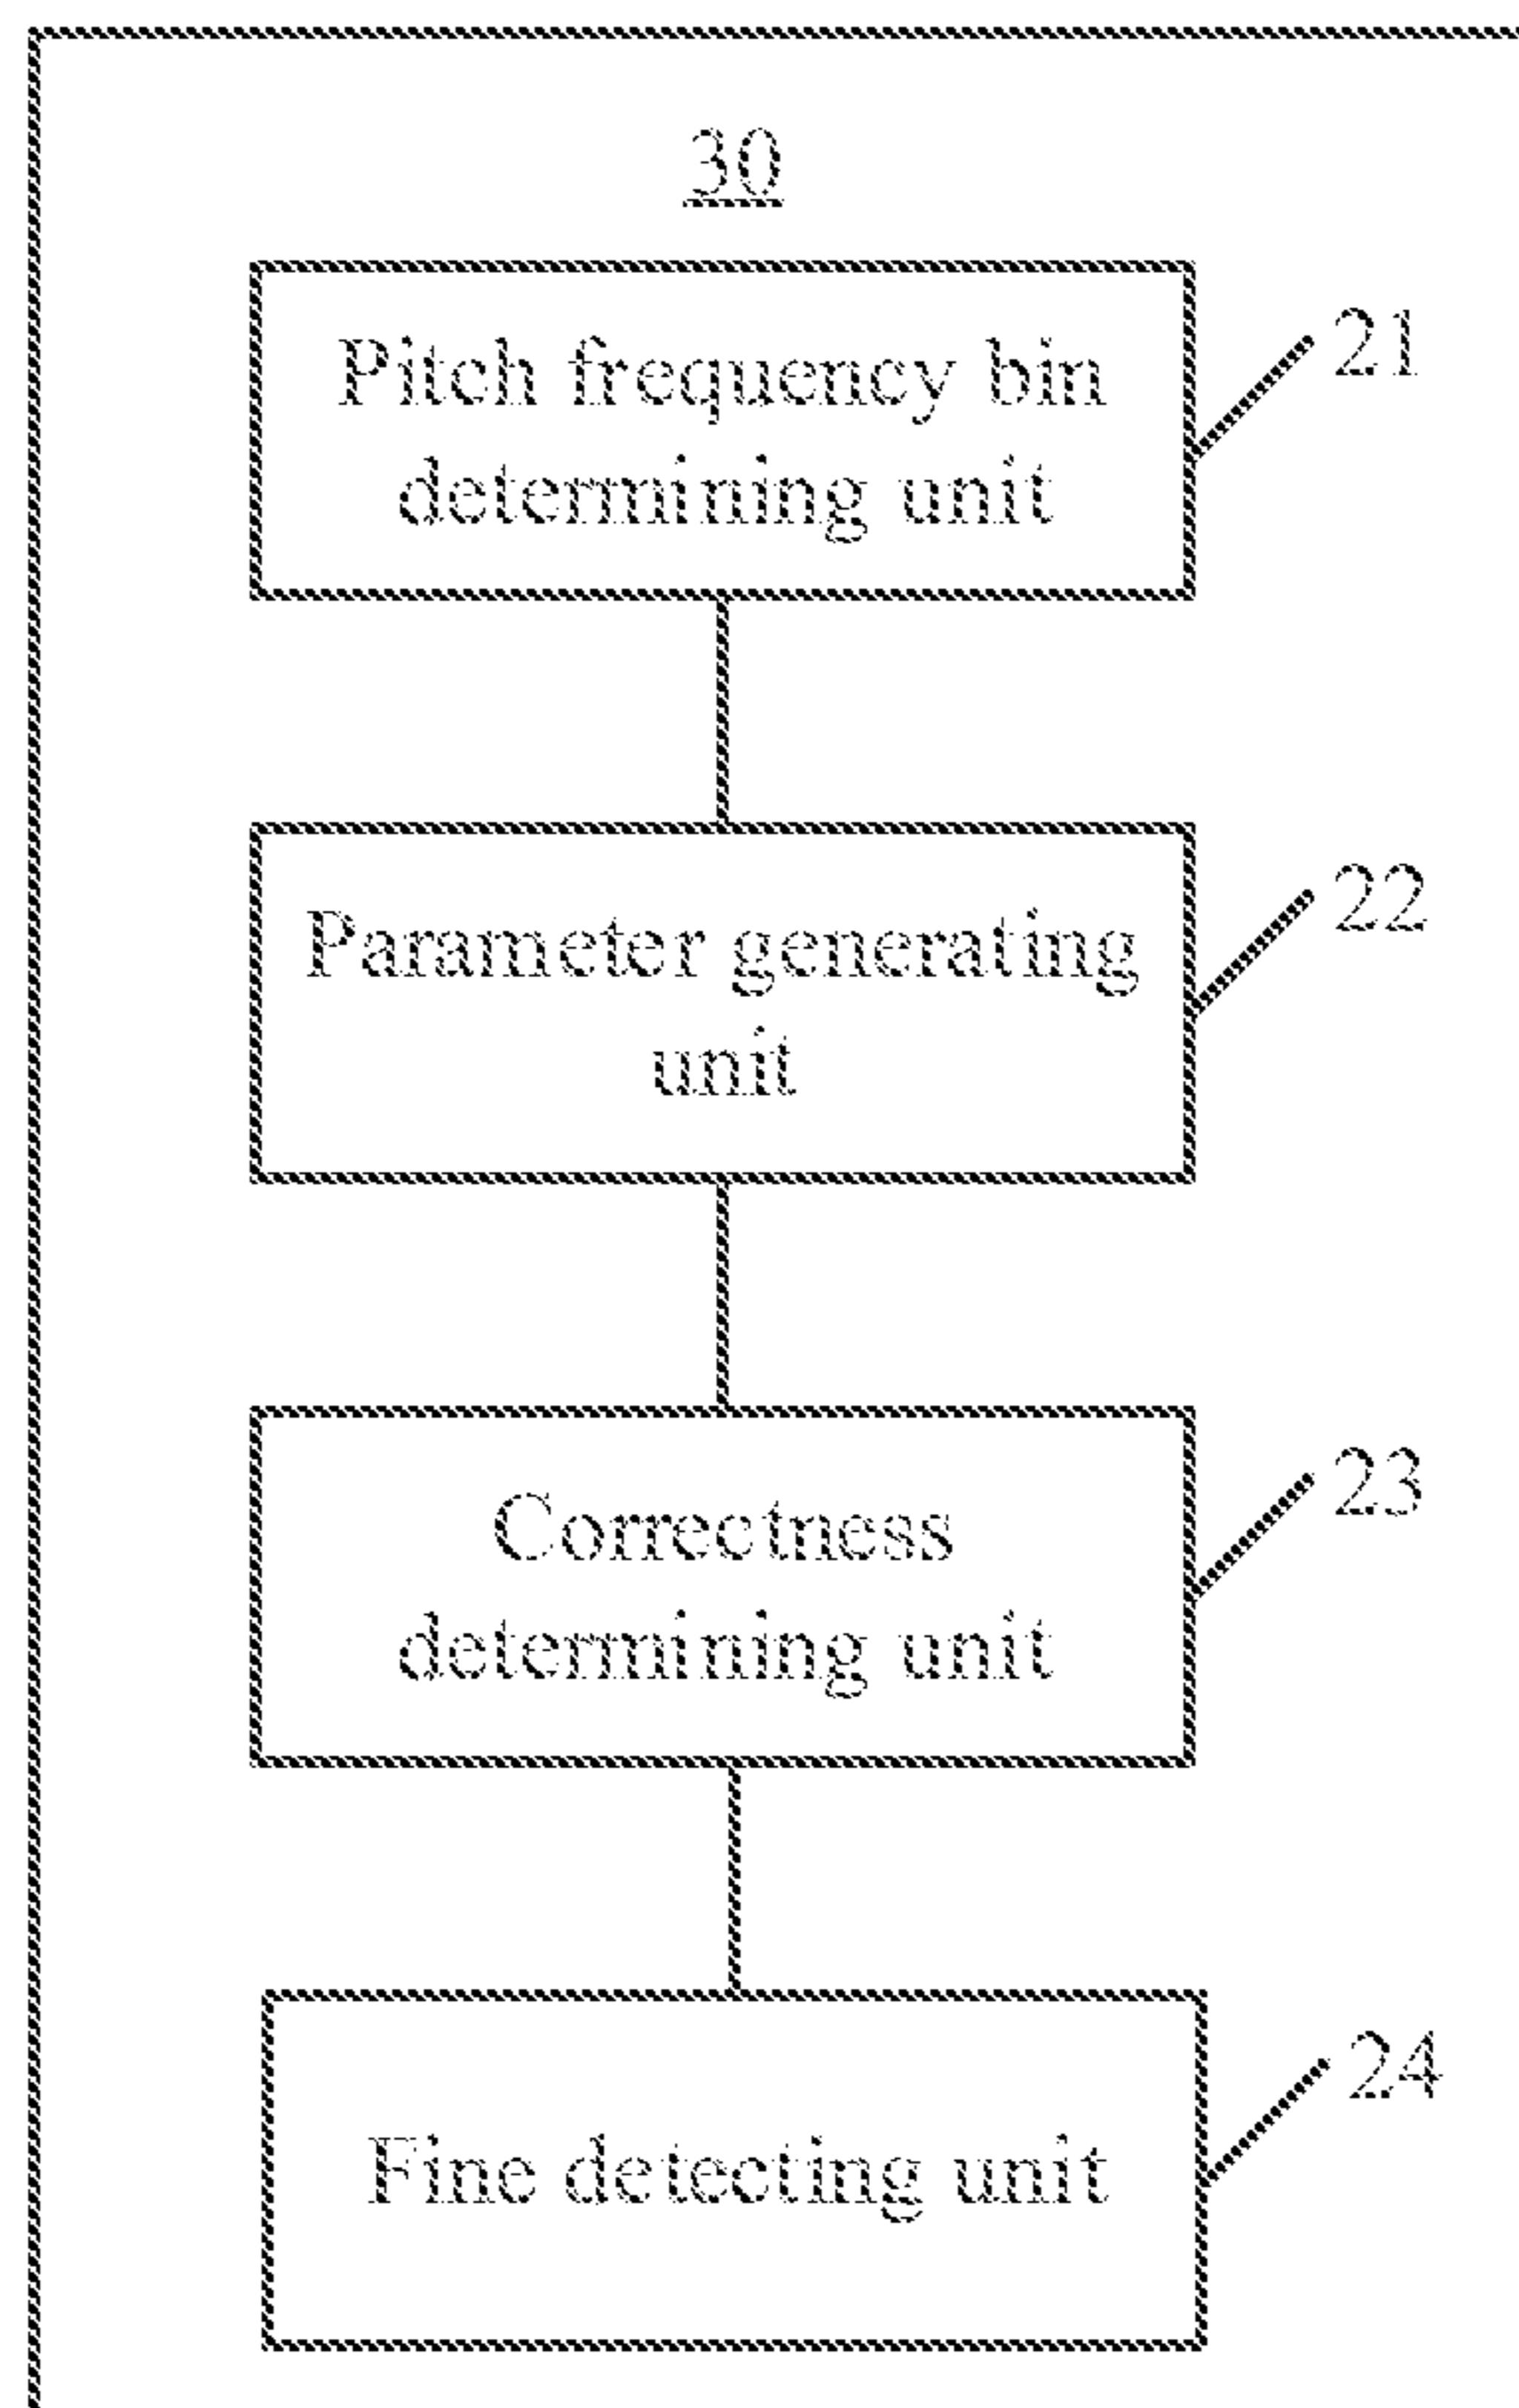 30
Pitch frequency bin
determining unit
21
Parameter generating
unit
22
Correctness
determining unit
23
Fine detecting unit
24